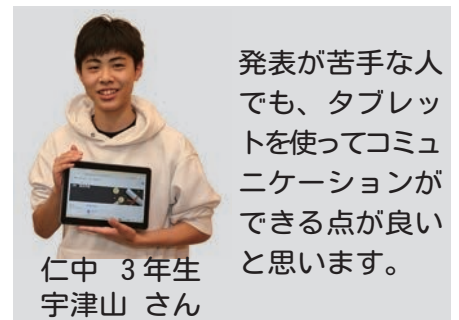 発表が苦手な人
でも、タブレッ
トを使ってコミュ
ニケーションが
できる点が良い
と思います。
仁中 3年生
宇津山 さん